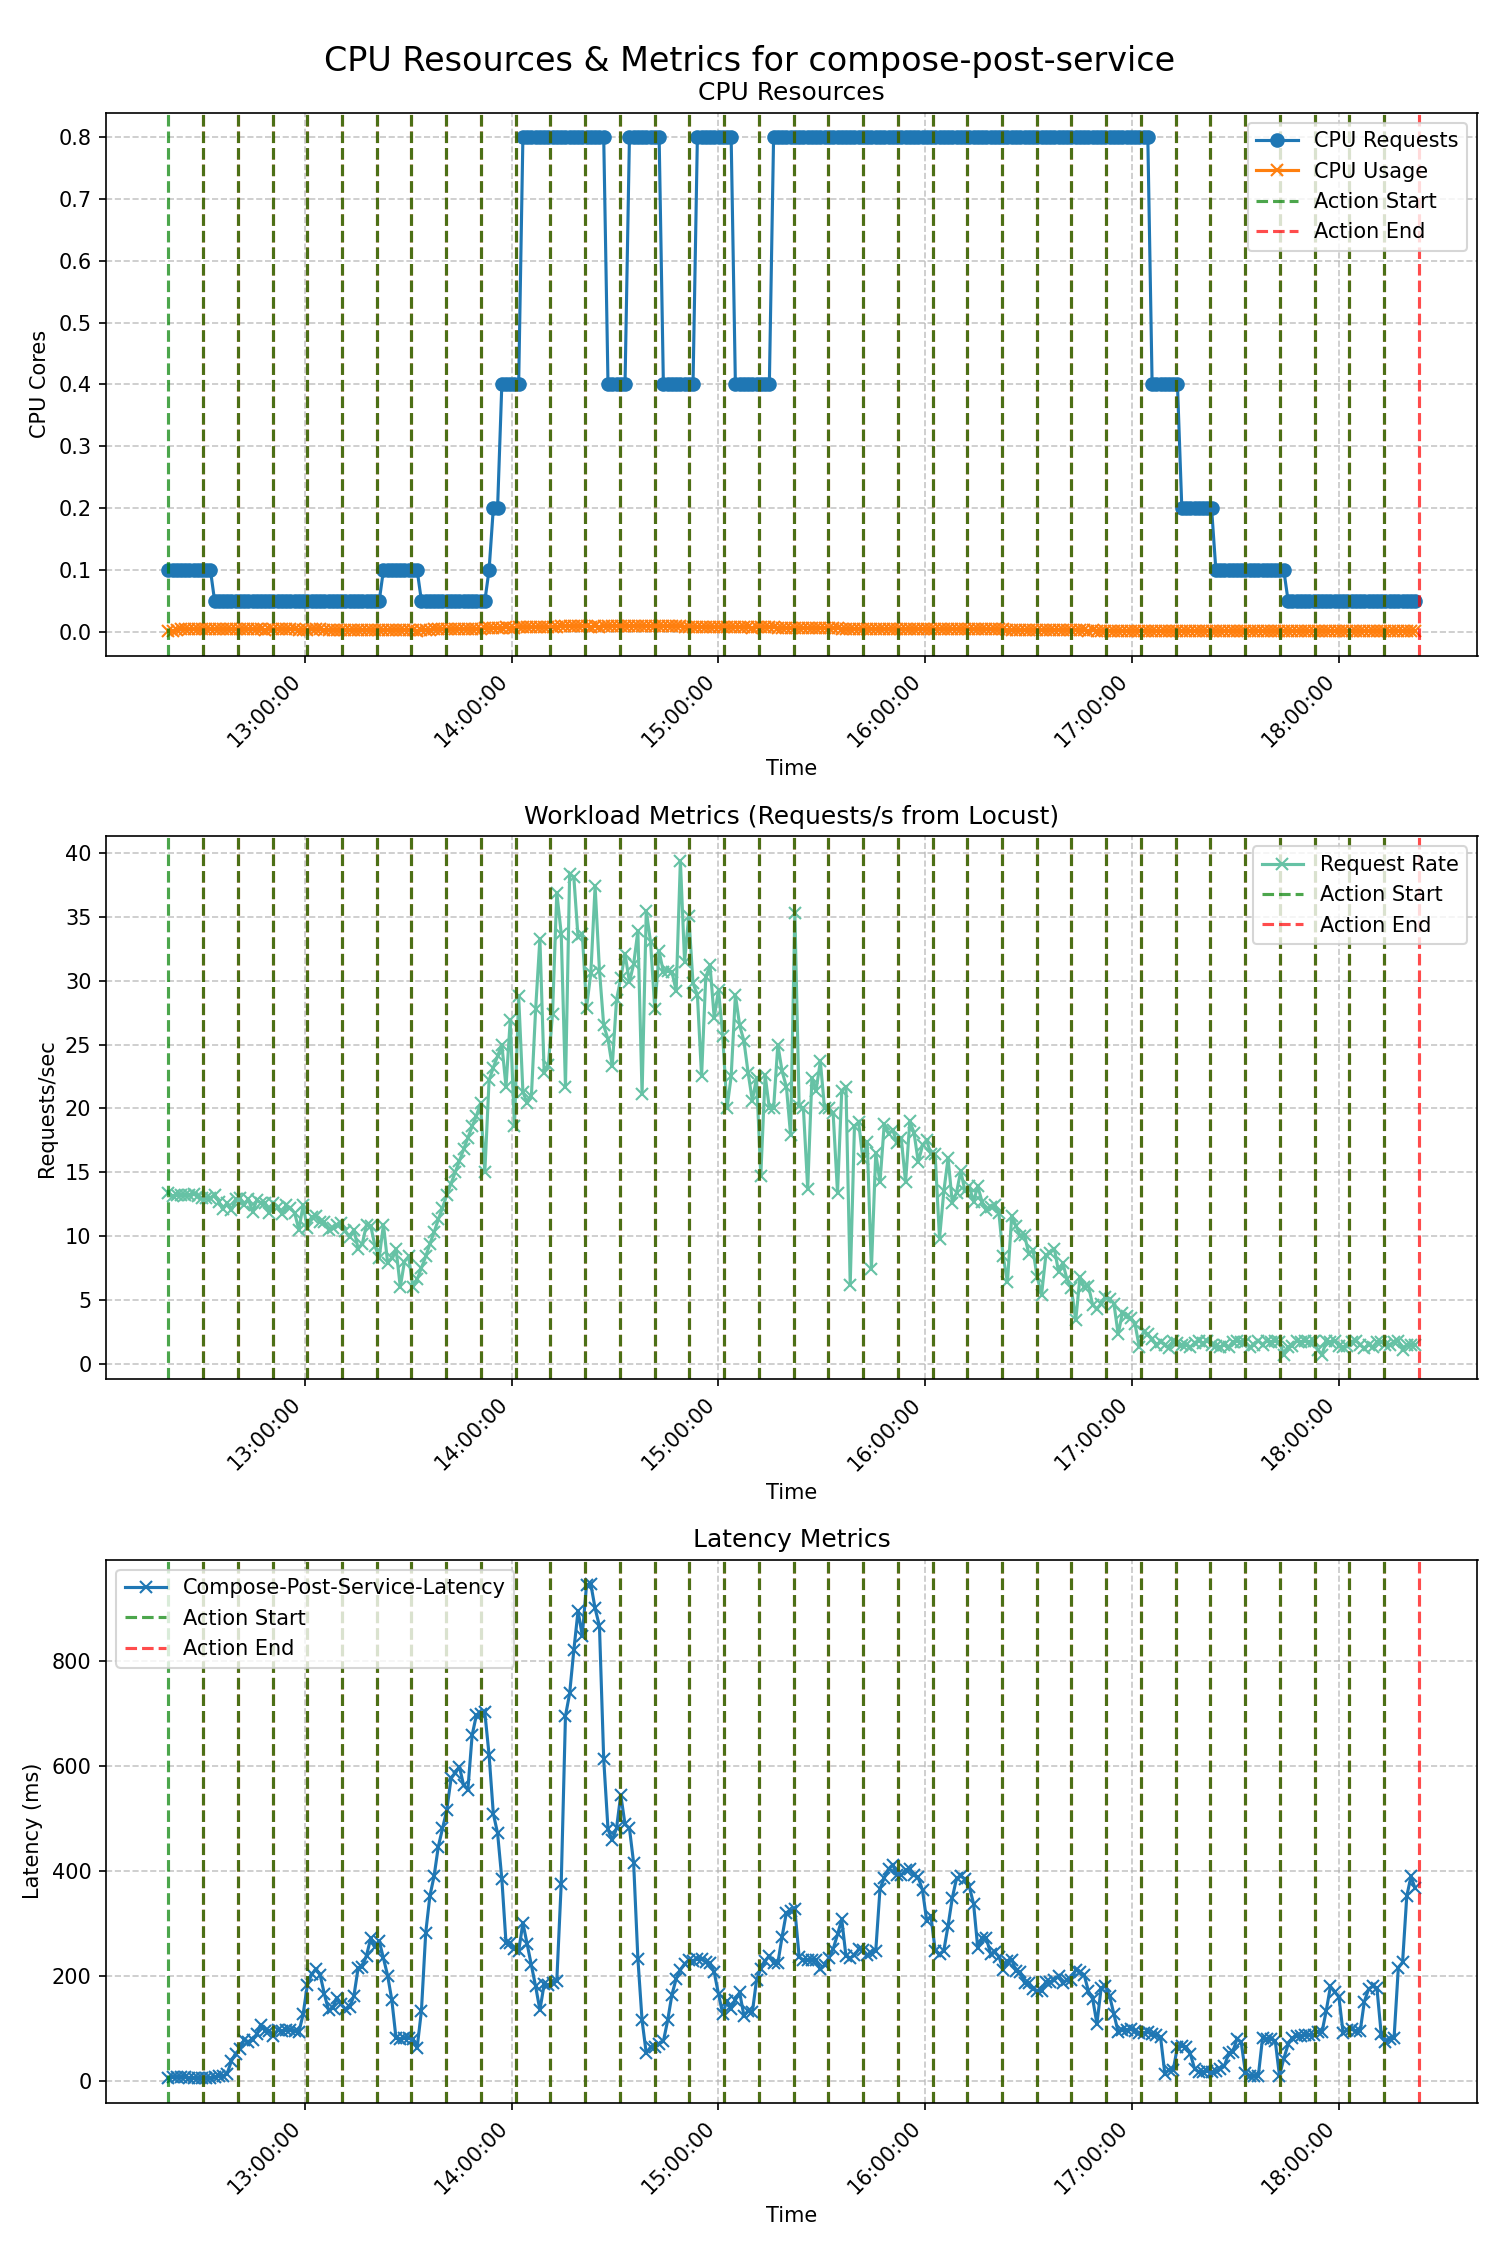 CPU Resources & Metrics for compose-post-service
CPU Resources
0.8
0.7
0.6
0.5
0.4
0.3
0.2
0.1
0.0
CPU Cores
CPU Requests
CPU Usage
Action Start
Action End
13:00:00
14:00:00
15:00:00
16:00:00
17:00:00
18:00:00
Time
Workload Metrics (Requests/s from Locust)
40
35
30
25
20
15
10
5
0
Requests/sec
Request Rate
Action Start
Action End
13:00:00
14:00:00
15:00:00
16:00:00
17:00:00
18:00:00
Time
Latency Metrics
800
600
400
200
0
Latency (ms)
Compose-Post-Service-Latency
Action Start
Action End
13:00:00
14:00:00
15:00:00
16:00:00
17:00:00
18:00:00
Time